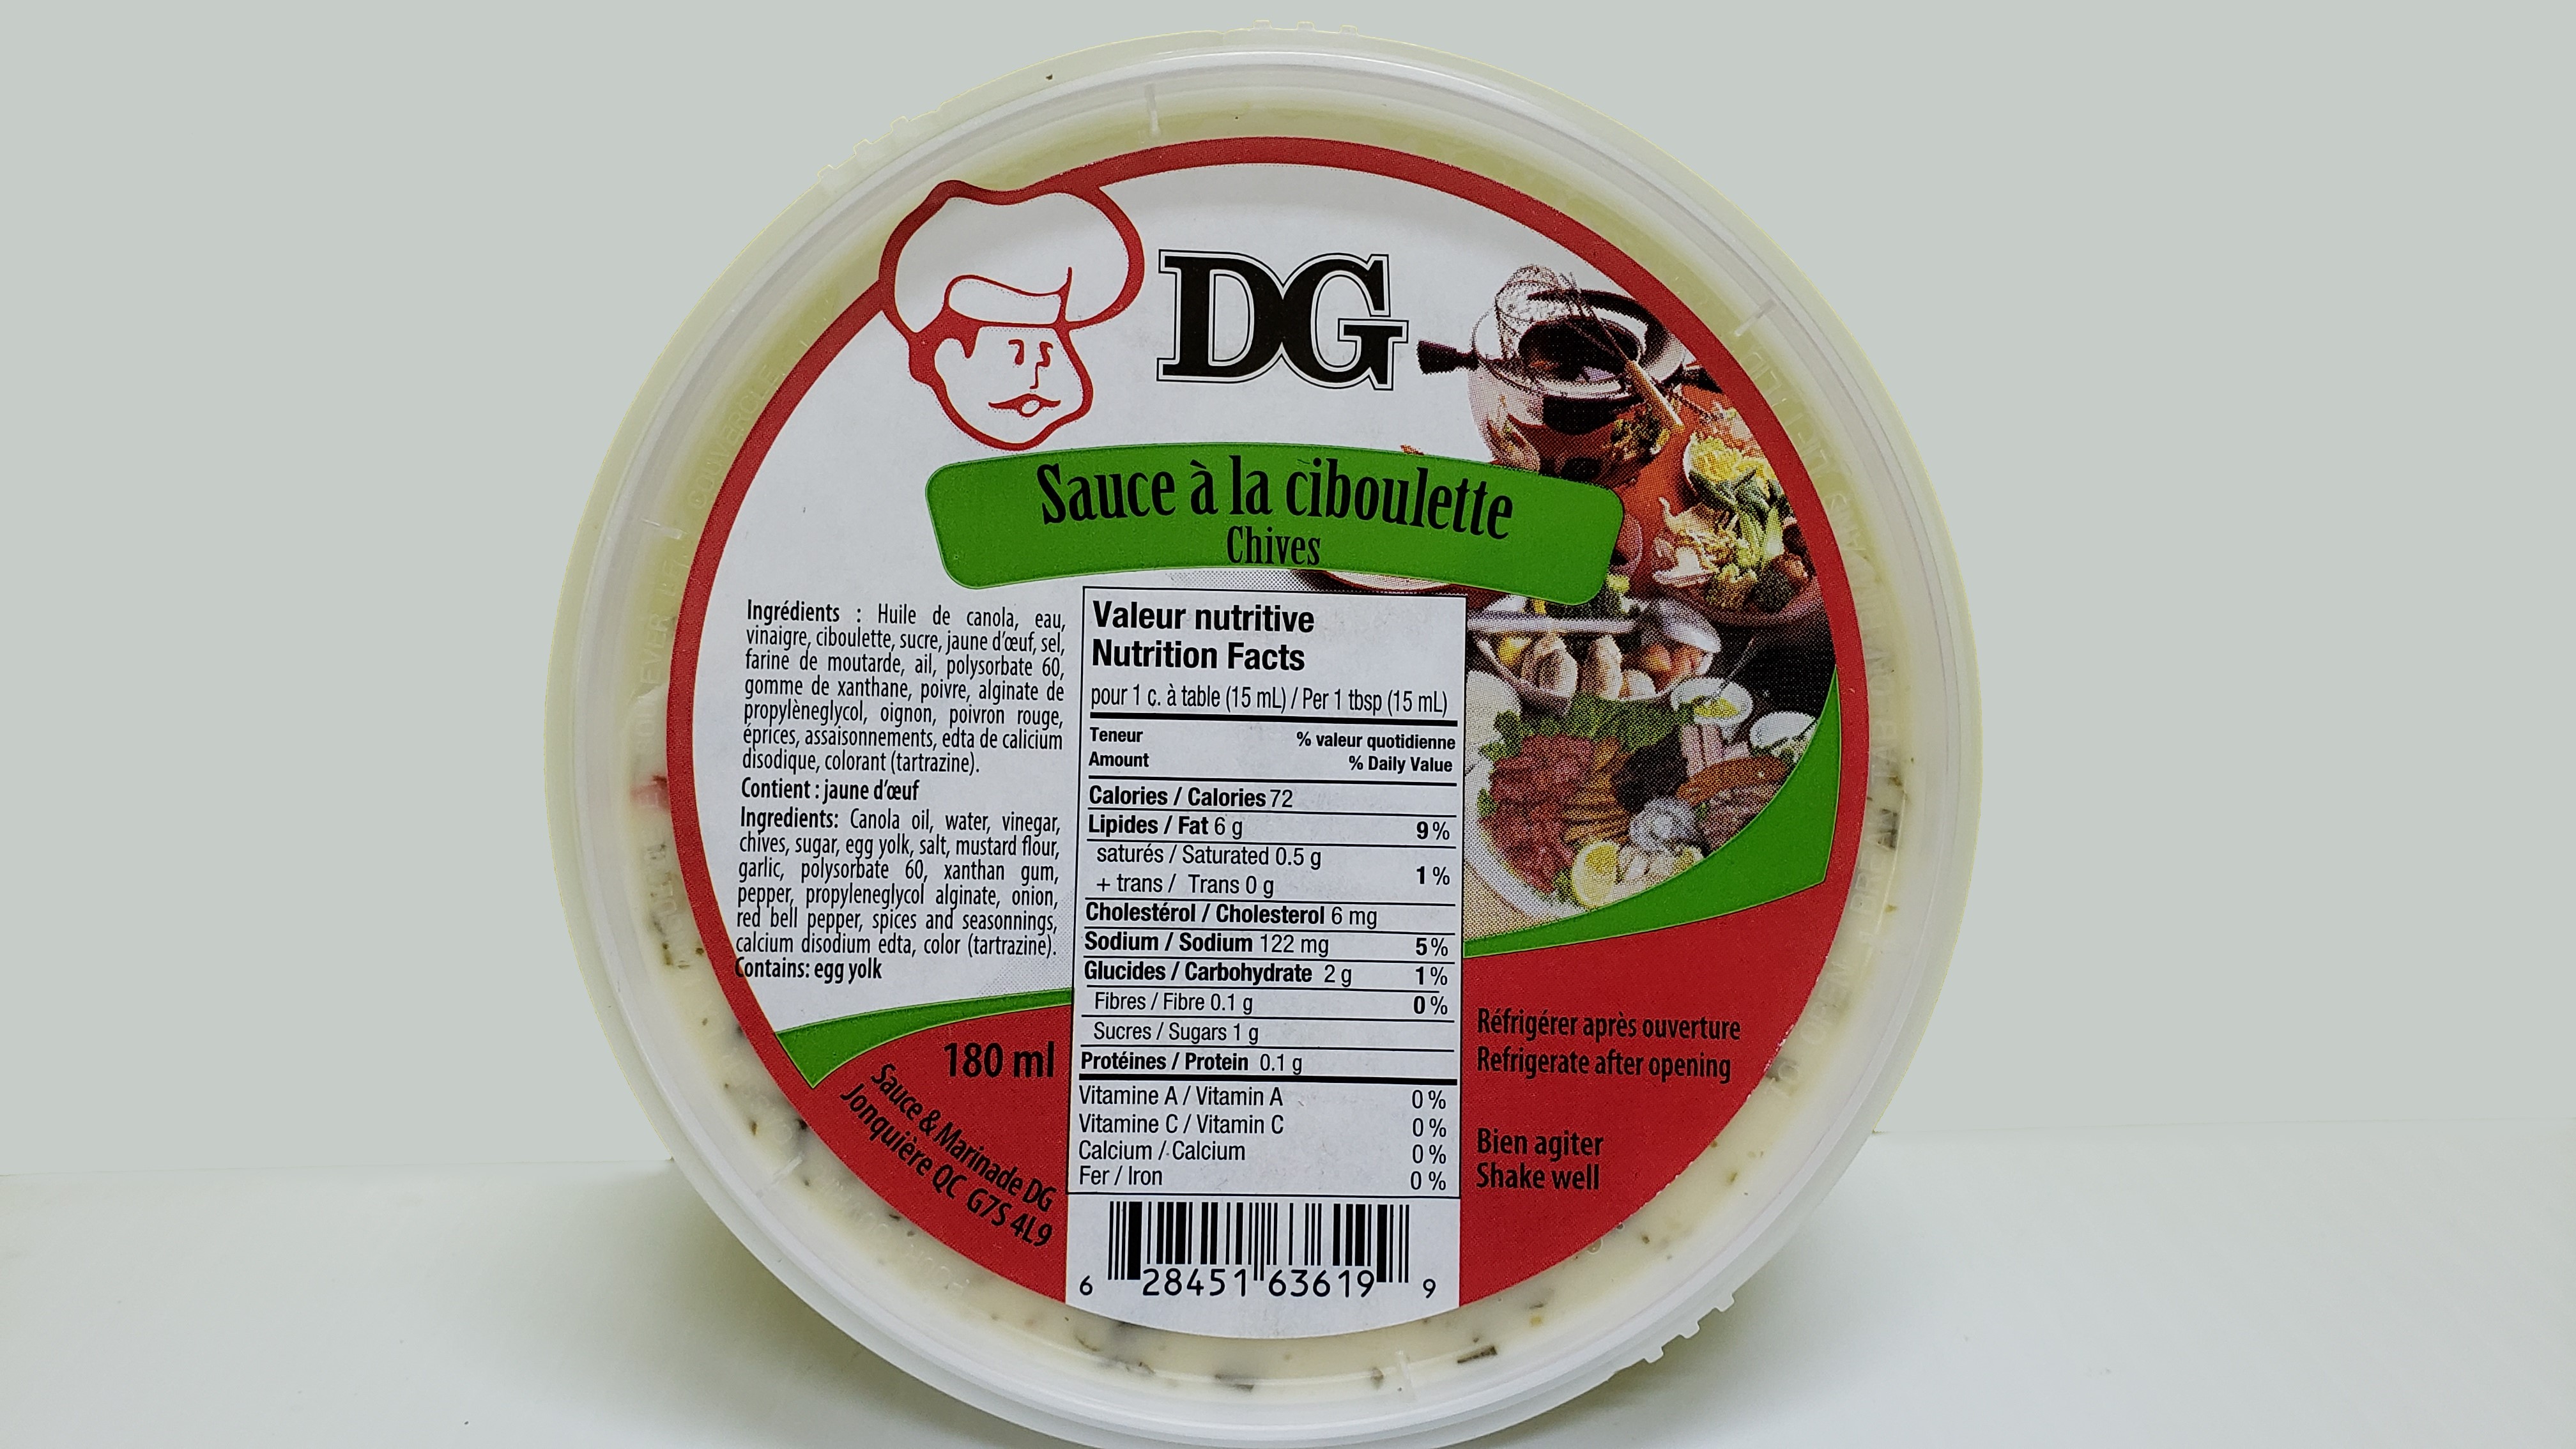 DG
Sauce à la ciboulette
Chives
Ingrédients : Huile de canola, eau,
vinaigre, ciboulette, sucre, jaune d'œuf, sel,
farine de moutarde, ail, polysorbate 60,
gomme de xanthane, poivre, alginate de
propylèneglycol, oignon, poivron rouge,
éprices, assaisonnements, edta de calicium
disodique, colorant (tartrazine).
Contient : jaune d'œuf
Ingredients: Canola oil, water, vinegar,
chives, sugar, egg yolk, salt, mustard flour,
garlic, polysorbate 60, xanthan gum,
pepper, propyleneglycol alginate, onion,
red bell pepper, spices and seasonnings,
calcium disodium edta, color (tartrazine).
Contains: egg yolk
180 ml
Sauce & Marinade DG
Jonquière QC G7S 4L9
Valeur nutritive
Nutrition Facts
pour 1 c. à table (15 mL) / Per 1 tbsp (15 mL)
Teneur % valeur quotidienne
Amount % Daily Value
Calories / Calories 72
Lipides / Fat 6 g 9 %
saturés / Saturated 0.5 g
+ trans / Trans 0 g 1 %
Cholestérol / Cholesterol 6 mg
Sodium / Sodium 122 mg 5 %
Glucides / Carbohydrate 2 g 1 %
Fibres / Fibre 0.1 g 0 %
Sucres / Sugars 1 g
Protéines / Protein 0.1 g
Vitamine A / Vitamin A 0 %
Vitamine C / Vitamin C 0 %
Calcium / Calcium 0 %
Fer / Iron 0 %
6 28451 63619 9
Réfrigérer après ouverture
Refrigerate after opening
Bien agiter
Shake well